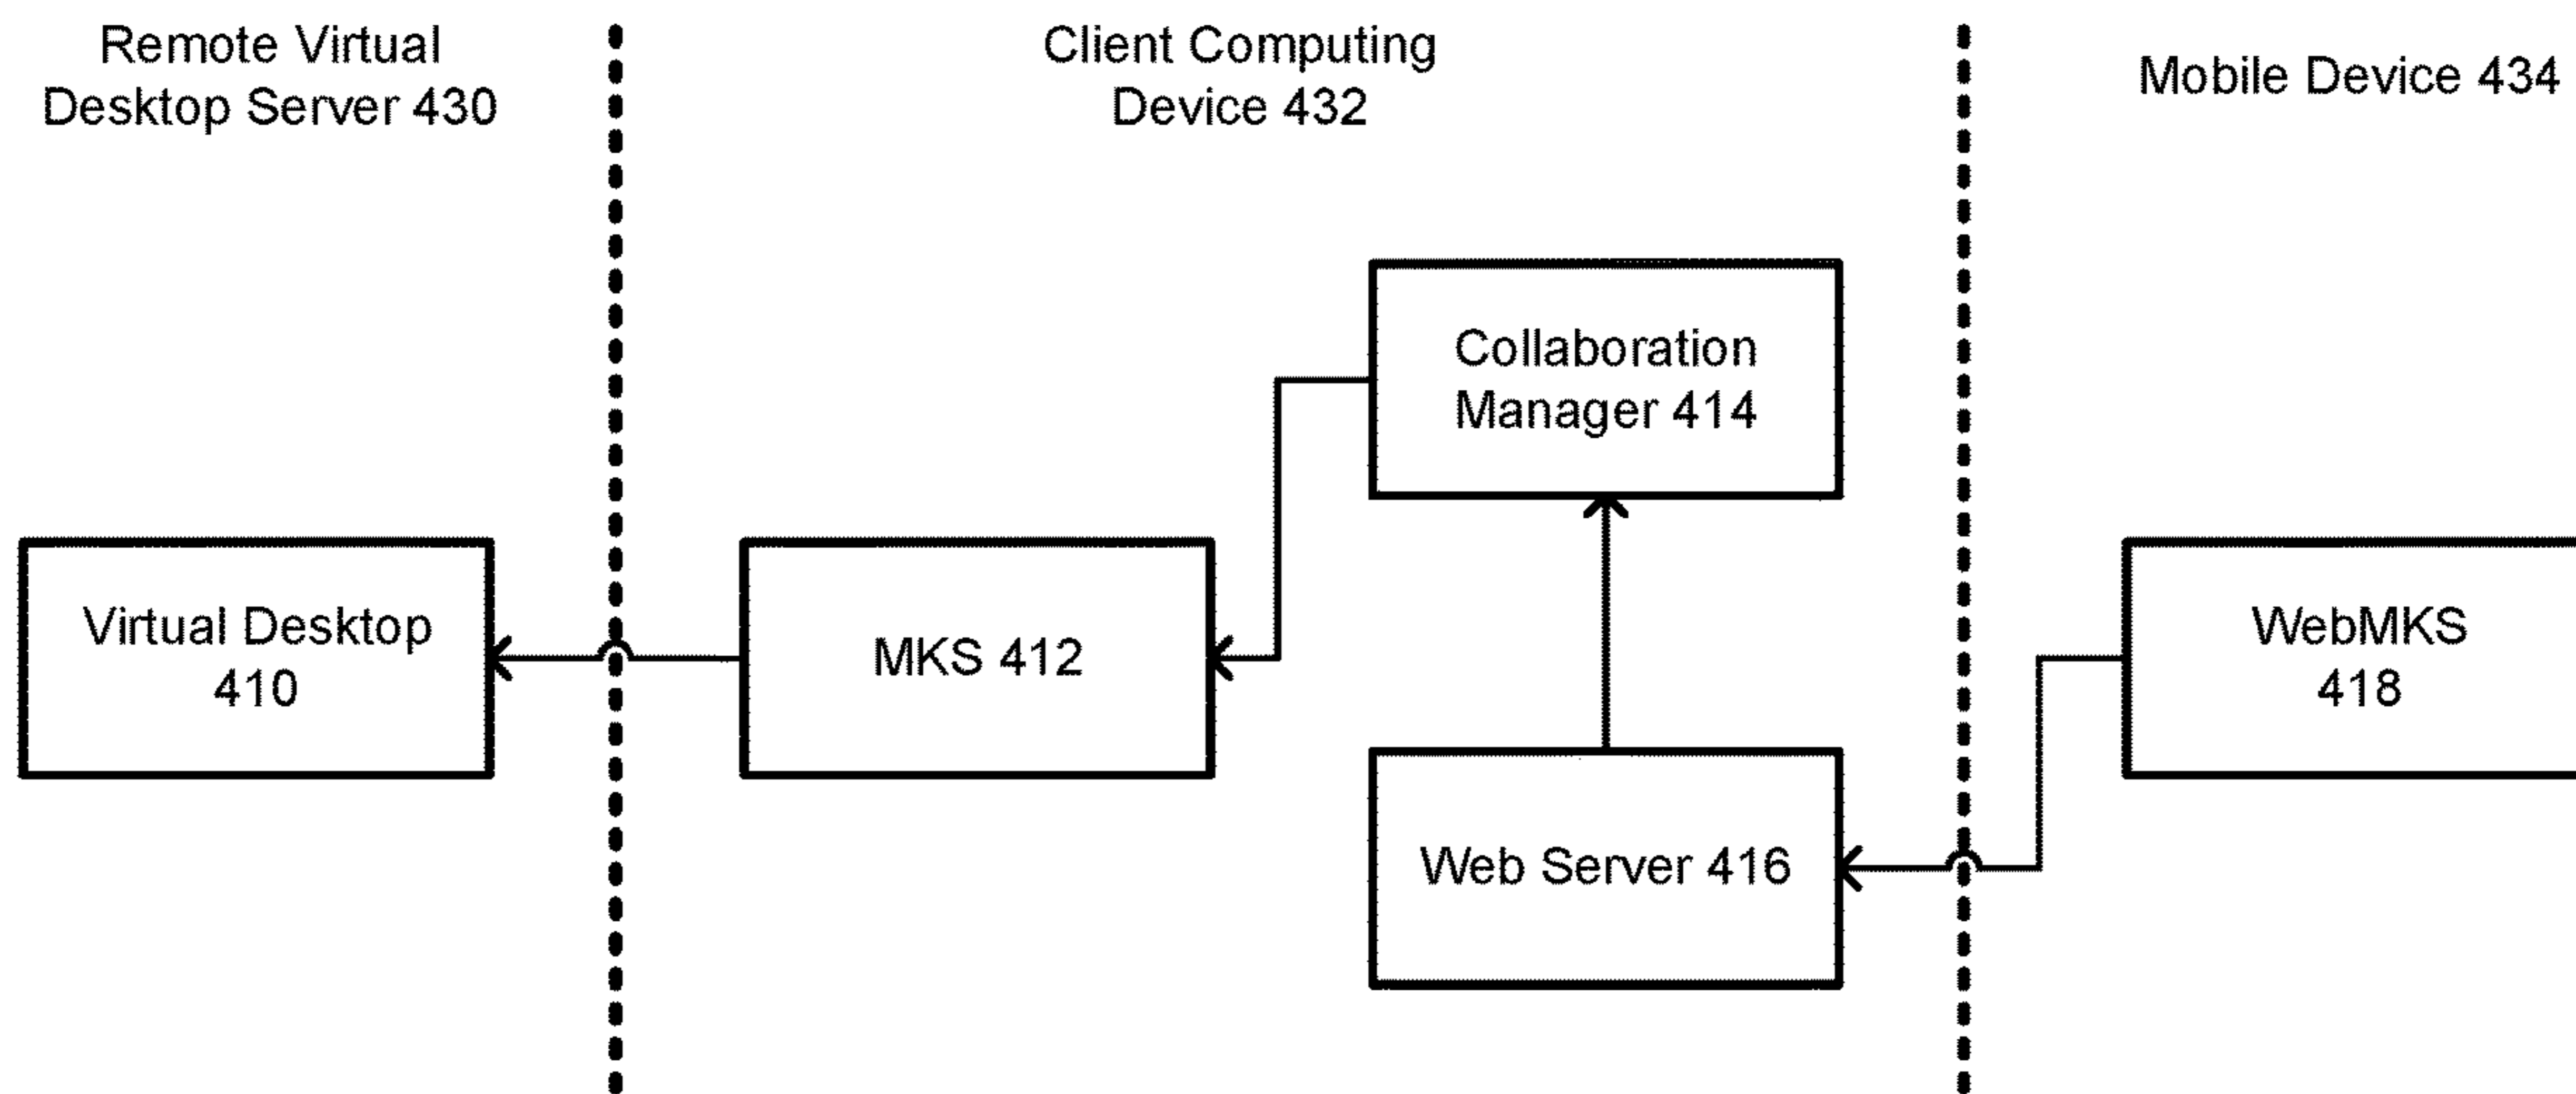 Remote Virtual
Desktop Server 430
Client Computing
Device 432
Mobile Device 434
Collaboration
Manager 414
Virtual Desktop
410
MKS 412
WebMKS
418
Web Server 416